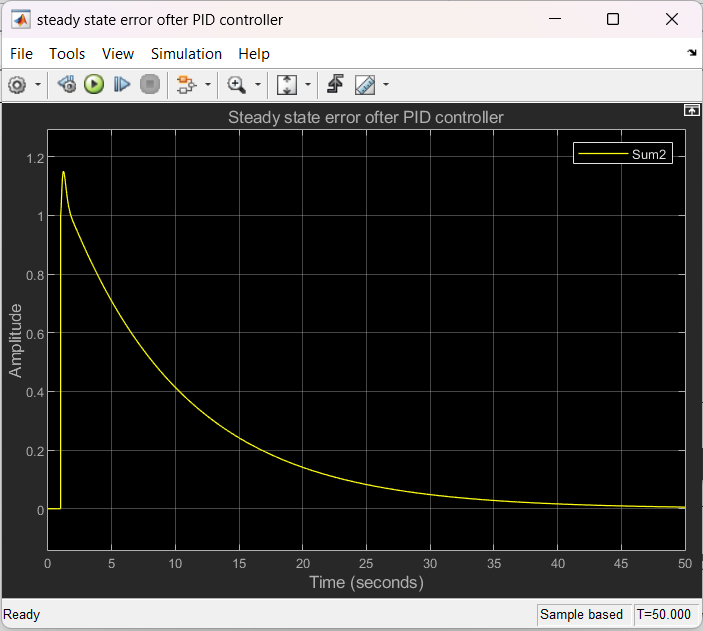 steady state error ofter PID controller
File Tools View Simulation Help
Steady state error ofter PID controller
Sum2
Amplitude
1.2
1
0.8
0.6
0.4
0.2
0
0 5 10 15 20 25 30 35 40 45 50
Time (seconds)
Ready
Sample based
T=50.000